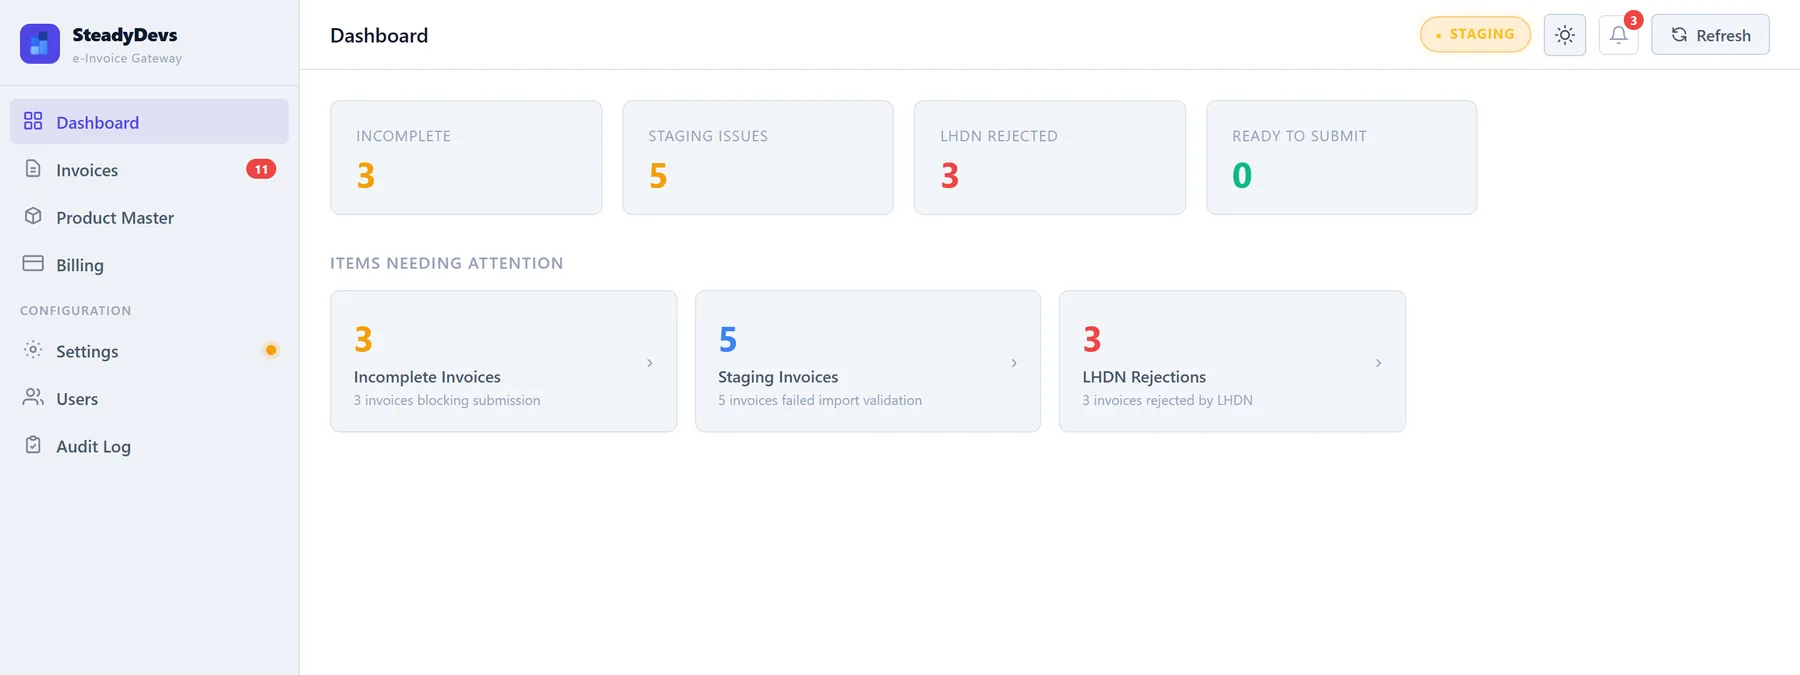 SteadyDevs
e-Invoice Gateway
Dashboard
Invoices 11
Product Master
Billing
CONFIGURATION
Settings
Users
Audit Log
Dashboard
STAGING
3
Refresh
INCOMPLETE
3
STAGING ISSUES
5
LHDN REJECTED
3
READY TO SUBMIT
0
ITEMS NEEDING ATTENTION
3
Incomplete Invoices
3 invoices blocking submission
5
Staging Invoices
5 invoices failed import validation
3
LHDN Rejections
3 invoices rejected by LHDN